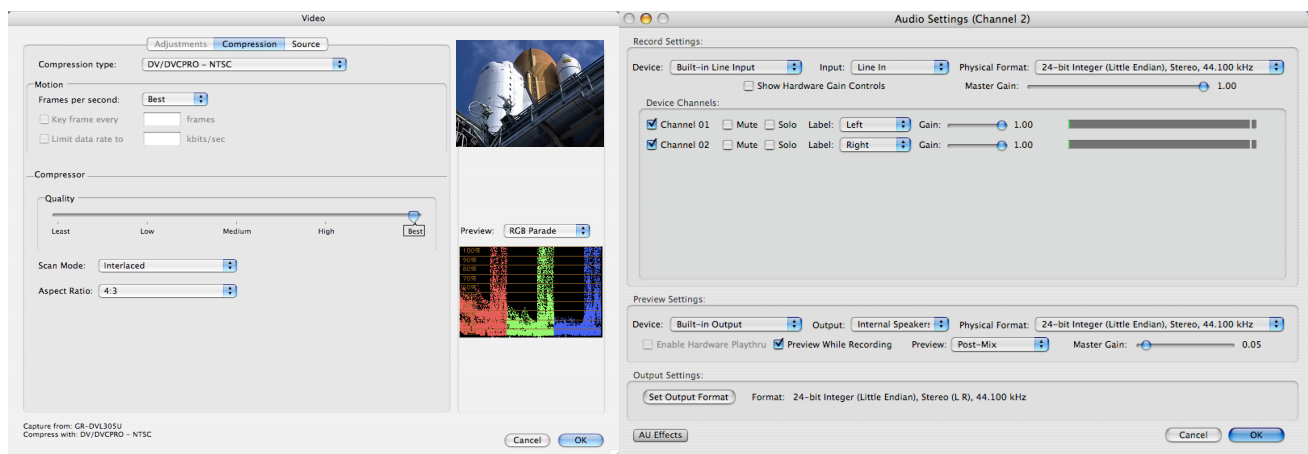 Video
Adjustments Compression Source
Compression type: DV/DVCPRO – NTSC
Motion
Frames per second: Best
Key frame every frames
Limit data rate to kbits/sec
Compressor
Quality
Least Low Medium High Best
Scan Mode: Interlaced
Aspect Ratio: 4:3
Preview: RGB Parade
100%
90%
80%
70%
Capture from: GR-DVL305U
Compress with: DV/DVCPRO – NTSC
Cancel OK
Audio Settings (Channel 2)
Record Settings:
Device: Built-in Line Input Input: Line In Physical Format: 24-bit Integer (Little Endian), Stereo, 44.100 kHz
Show Hardware Gain Controls Master Gain: 1.00
Device Channels:
Channel 01 Mute Solo Label: Left Gain: 1.00
Channel 02 Mute Solo Label: Right Gain: 1.00
Preview Settings:
Device: Built-in Output Output: Internal Speaker: Physical Format: 24-bit Integer (Little Endian), Stereo, 44.100 kHz
Enable Hardware Playthru Preview While Recording Preview: Post-Mix Master Gain: 0.05
Output Settings:
Set Output Format Format: 24-bit Integer (Little Endian), Stereo (L R), 44.100 kHz
AU Effects Cancel OK